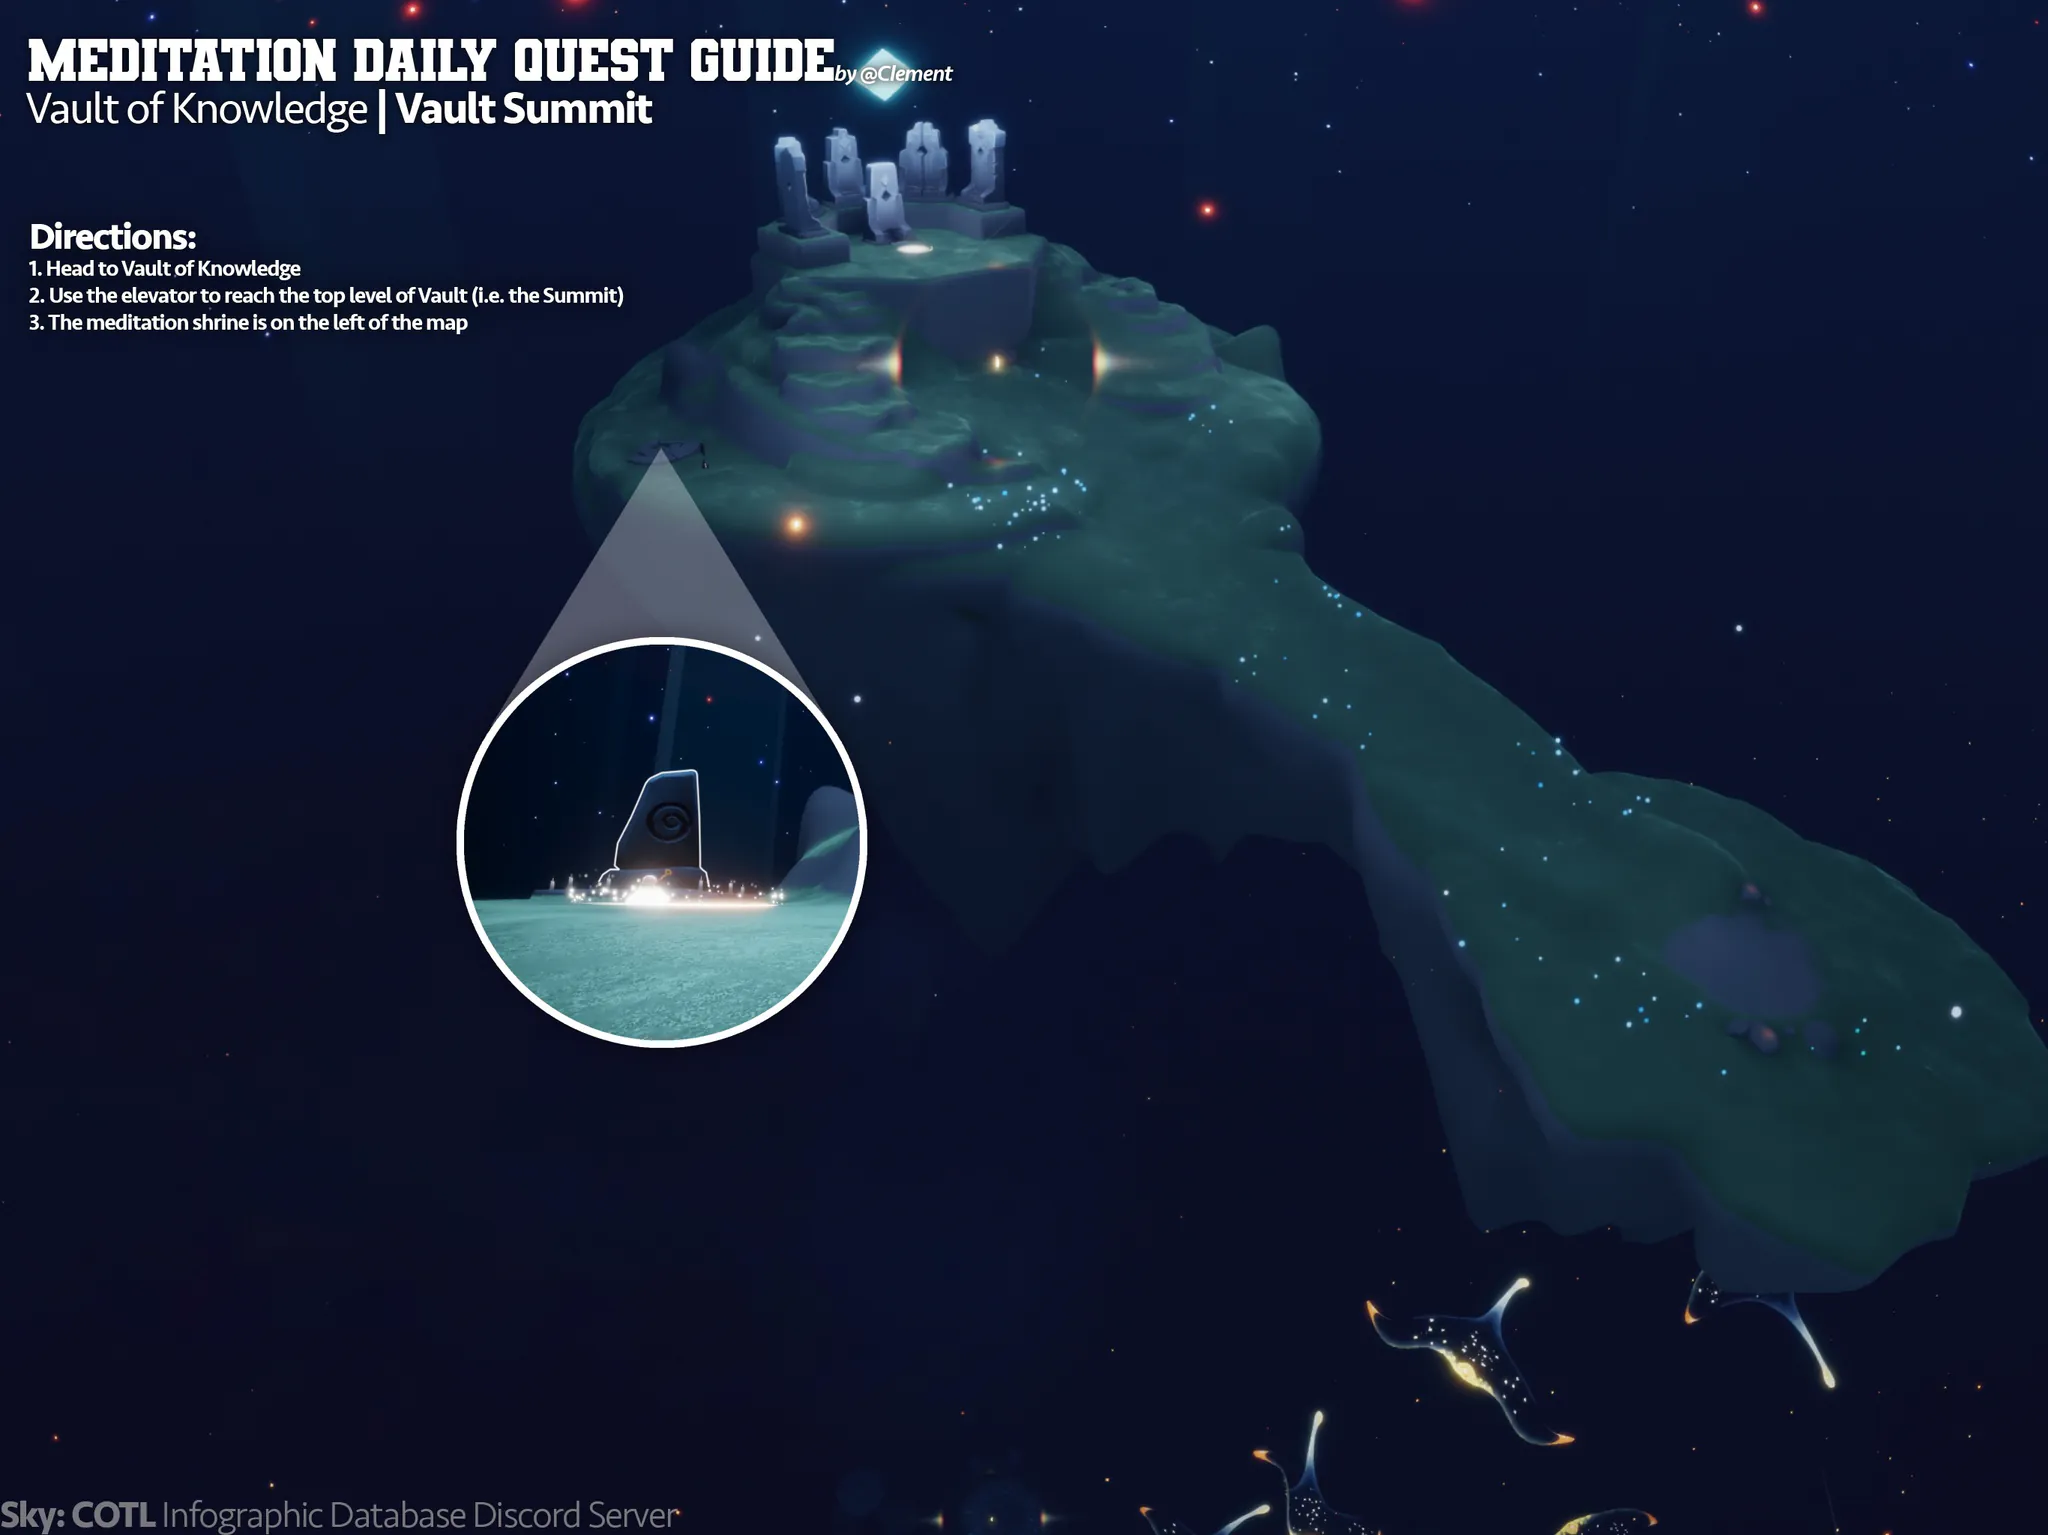 MEDITATION DAILY QUEST GUIDE by @Clement
Vault of Knowledge | Vault Summit
Directions:
1. Head to Vault of Knowledge
2. Use the elevator to reach the top level of Vault (i.e. the Summit)
3. The meditation shrine is on the left of the map
Sky: COTL Infographic Database Discord Server